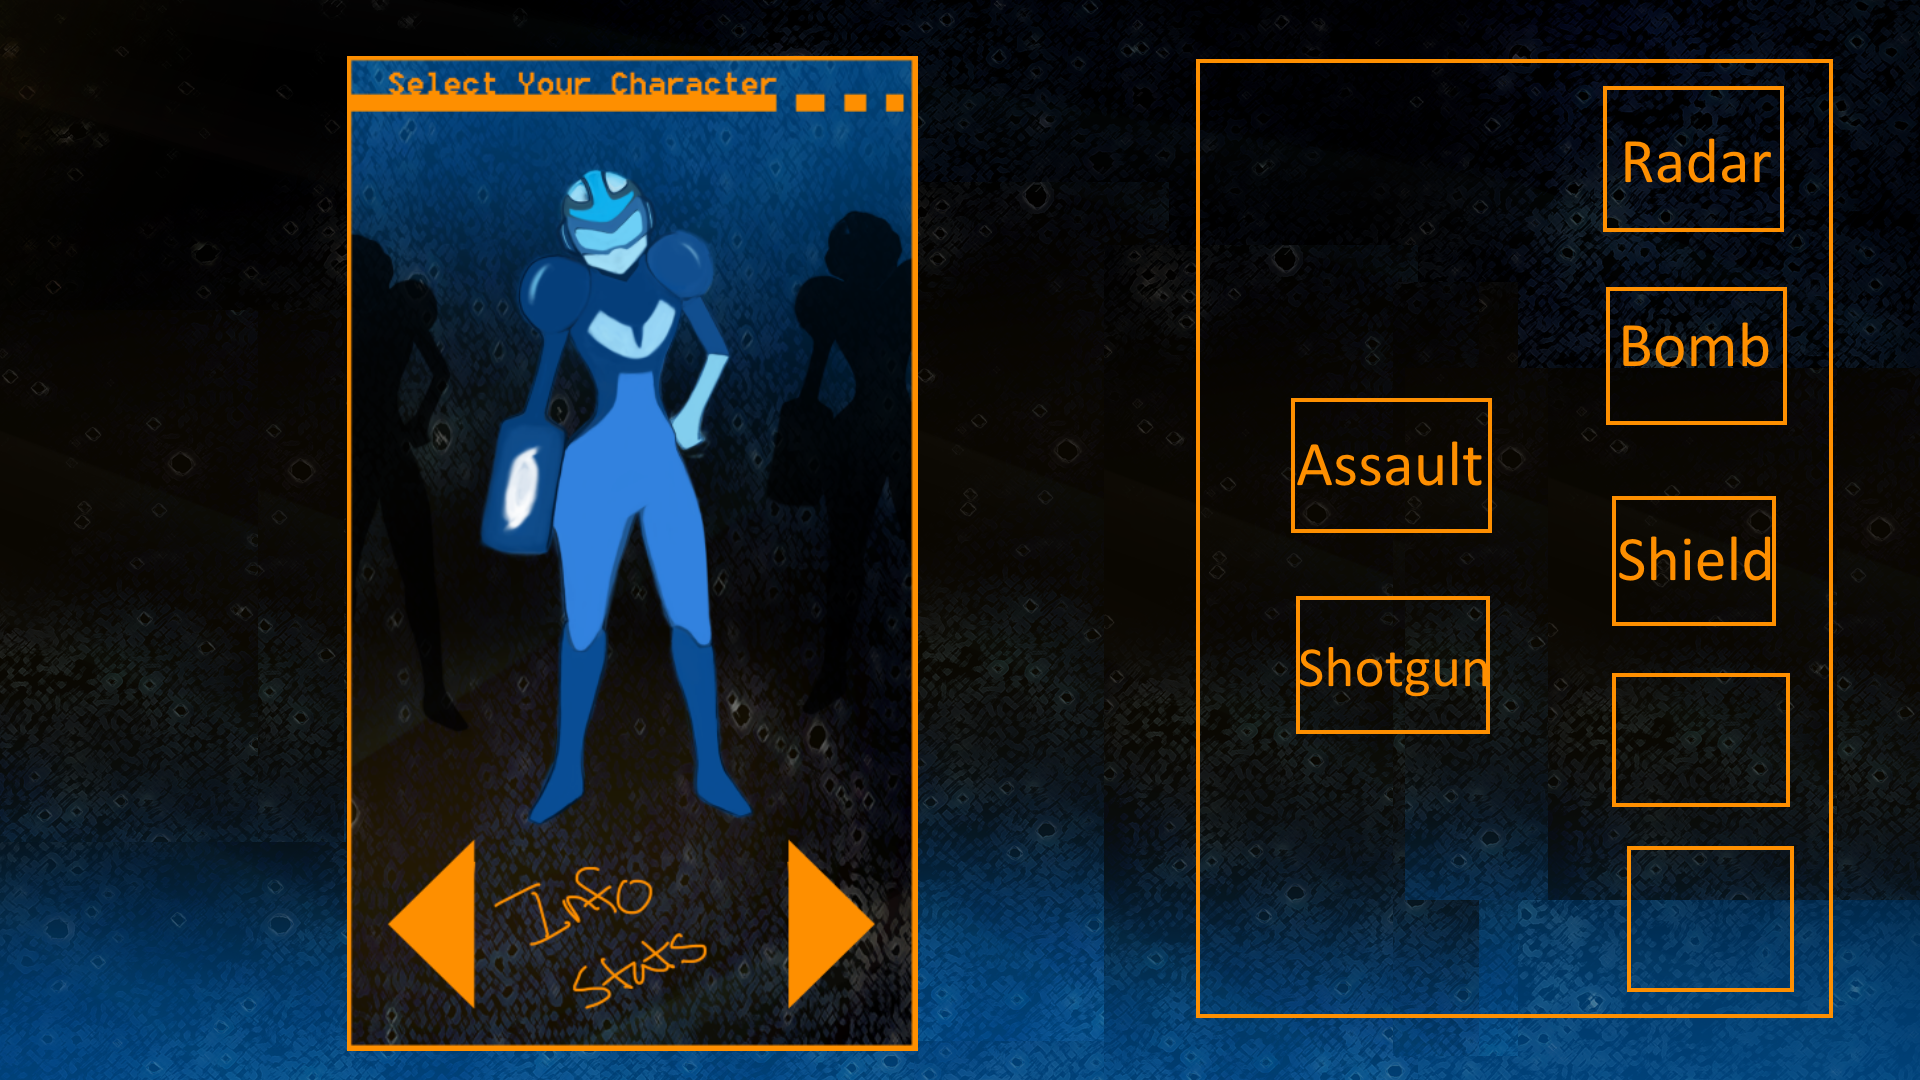 Select Your Character
Info
stats
Radar
Bomb
Assault
Shield
Shotgun